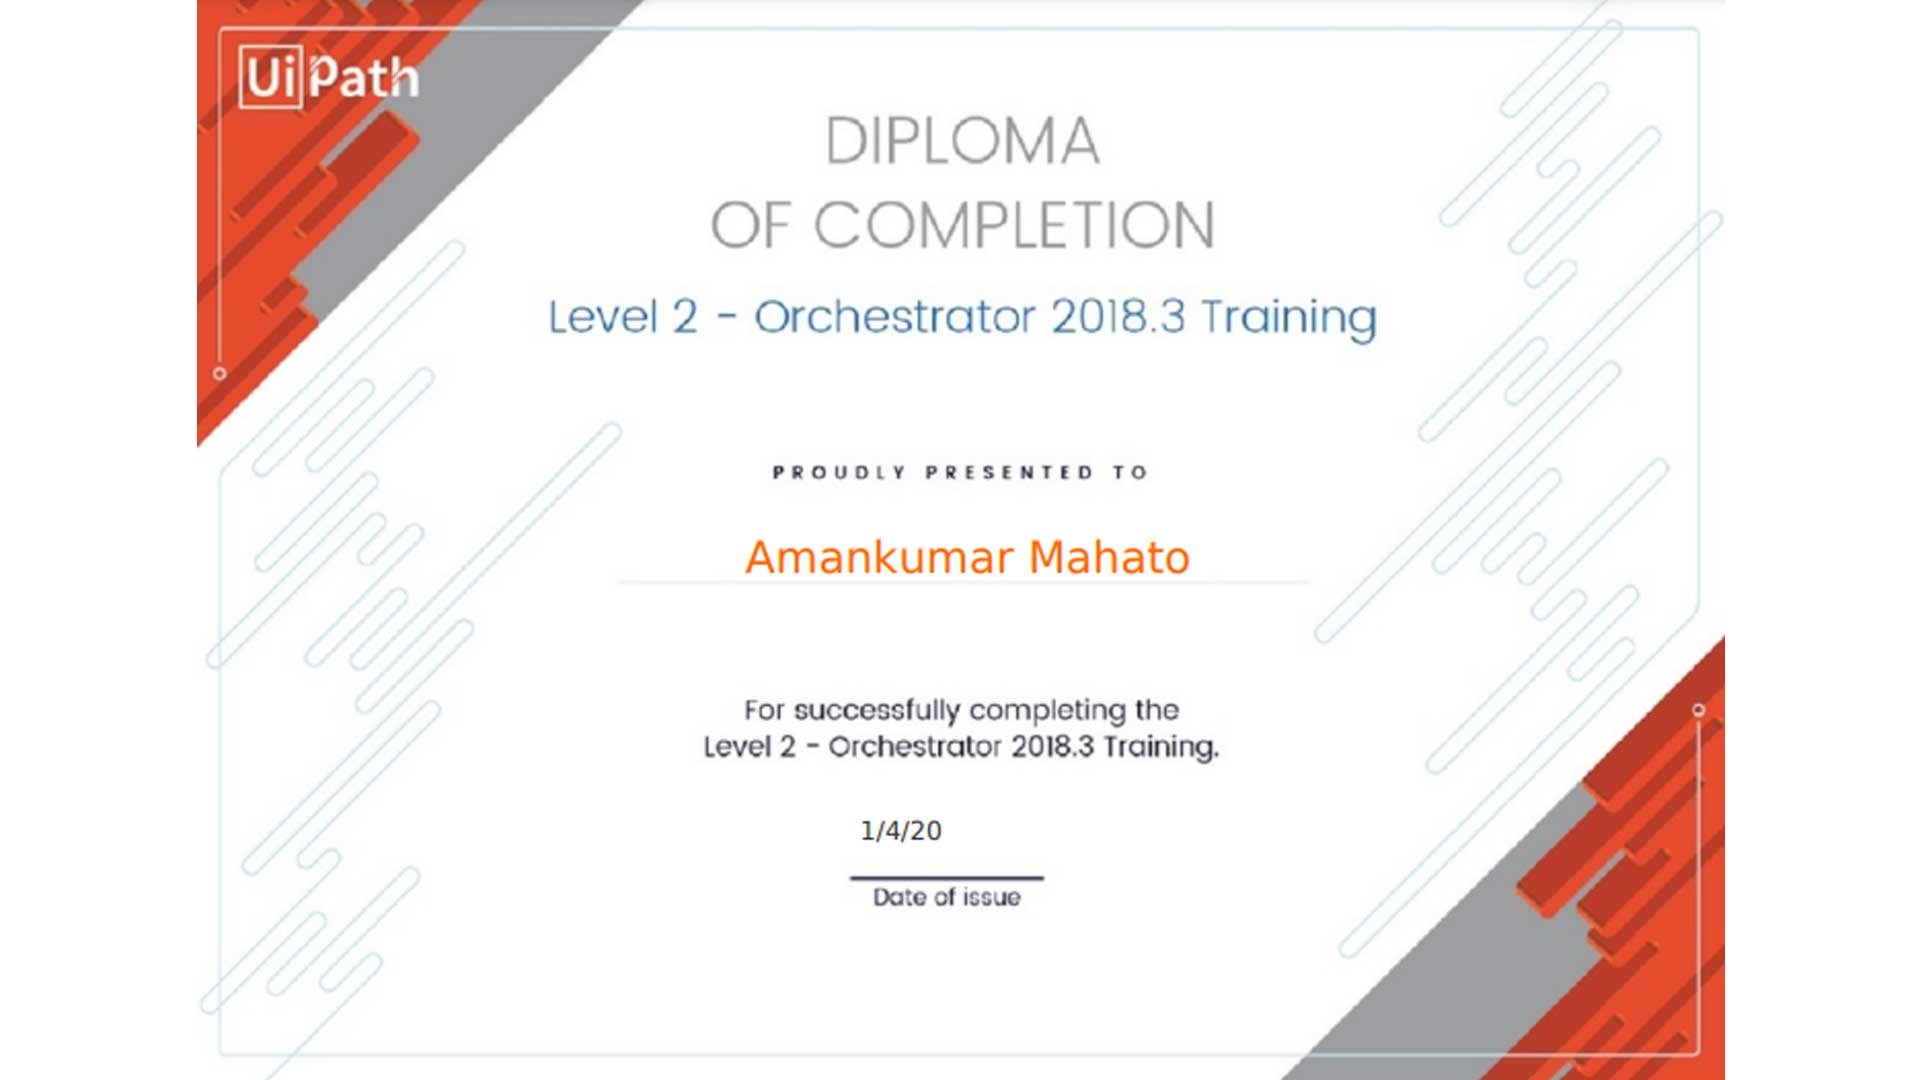 UiPath
DIPLOMA
OF COMPLETION
Level 2 - Orchestrator 2018.3 Training
PROUDLY PRESENTED TO
Amankumar Mahato
For successfully completing the
Level 2 - Orchestrator 2018.3 Training.
1/4/20
Date of issue